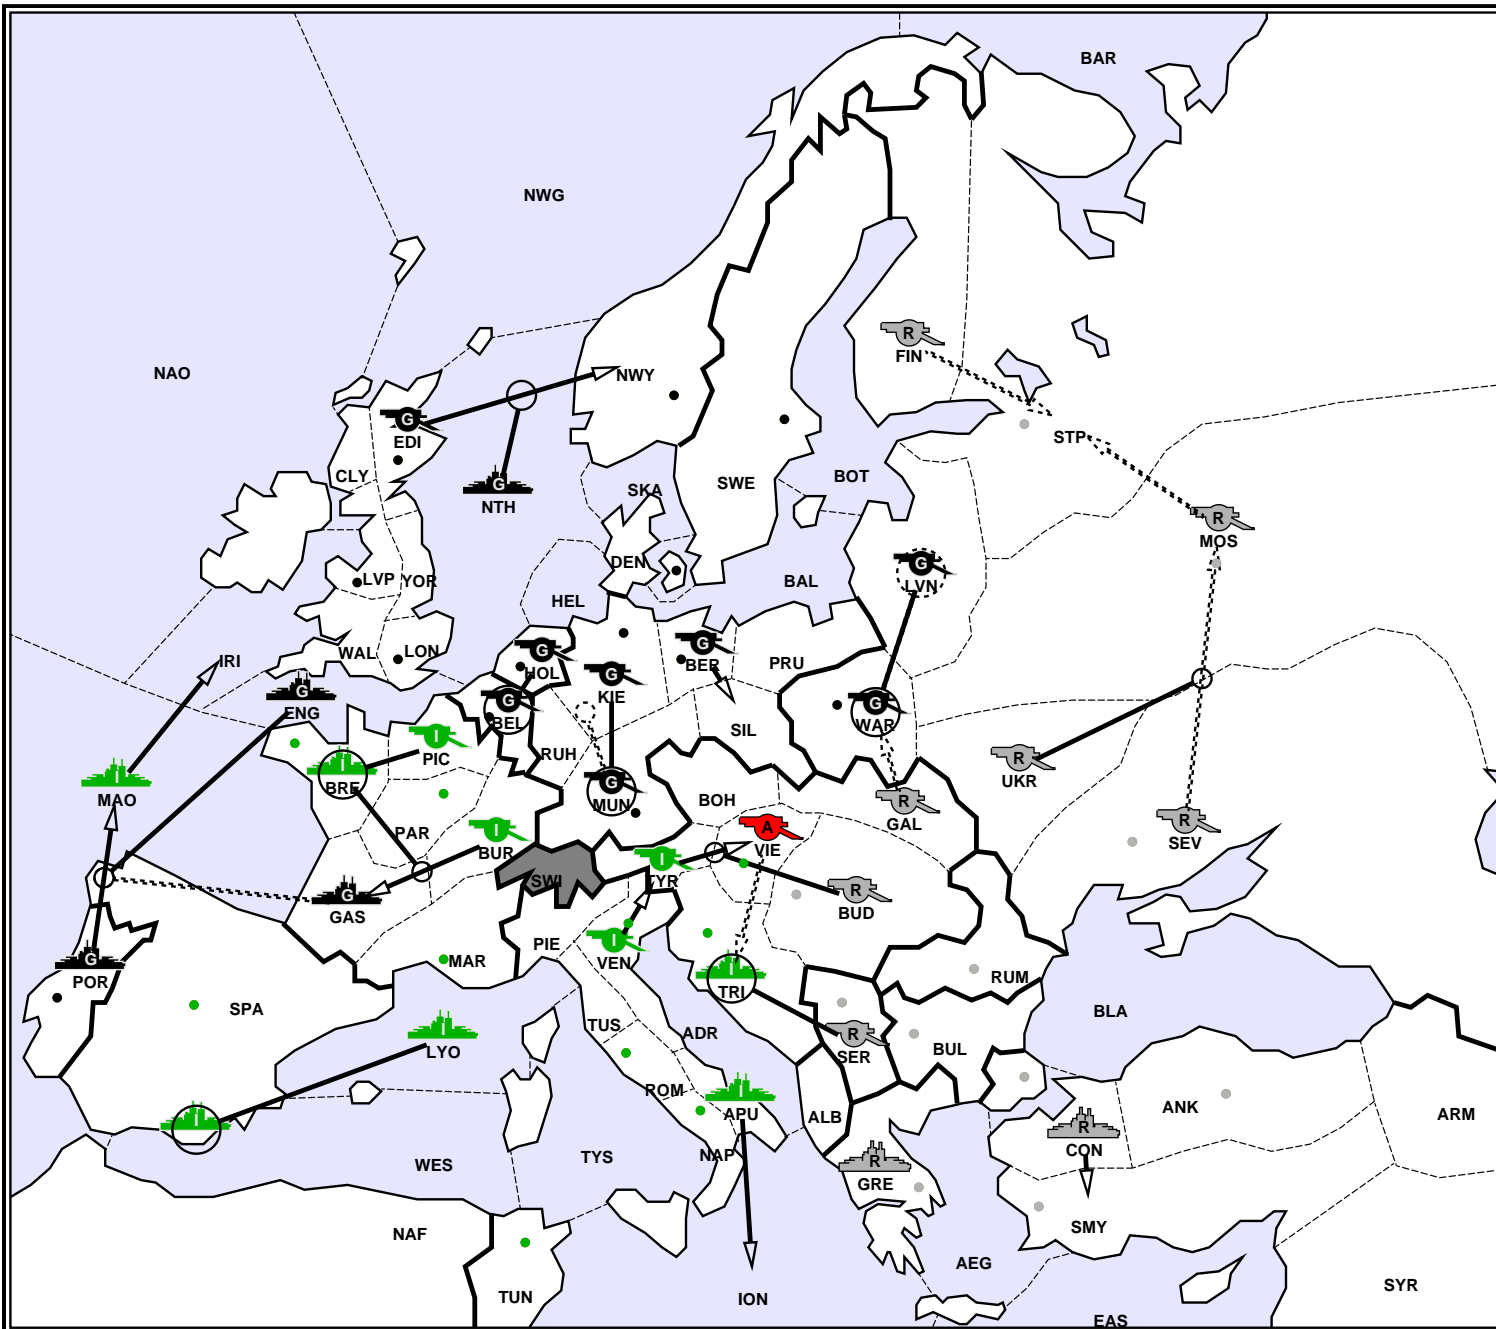 BAR
NWG
R
FIN
NAO
NWY
G
EDI
STP
CLY
G
NTH
SKA
SWE
BOT
R
MOS
DEN
G
LVN
LVP
YOR
BAL
HEL
WAL
LON
IRI
G
HOL
G
KIE
G
BER
PRU
G
ENG
G
BEL
G
WAR
I
PIC
RUH
SIL
R
UKR
I
BRE
I
MAO
G
MUN
BOH
R
GAL
PAR
I
BUR
A
VIE
R
SEV
SWI
I
TYR
G
GAS
R
BUD
I
VEN
PIE
MAR
G
POR
I
TRI
RUM
SPA
BLA
I
LYO
TUS
ADR
R
SER
BUL
ROM
I
APU
ALB
ANK
ARM
I
R
CON
WES
TYS
NAP
R
GRE
NAF
SMY
AEG
TUN
ION
SYR
EAS